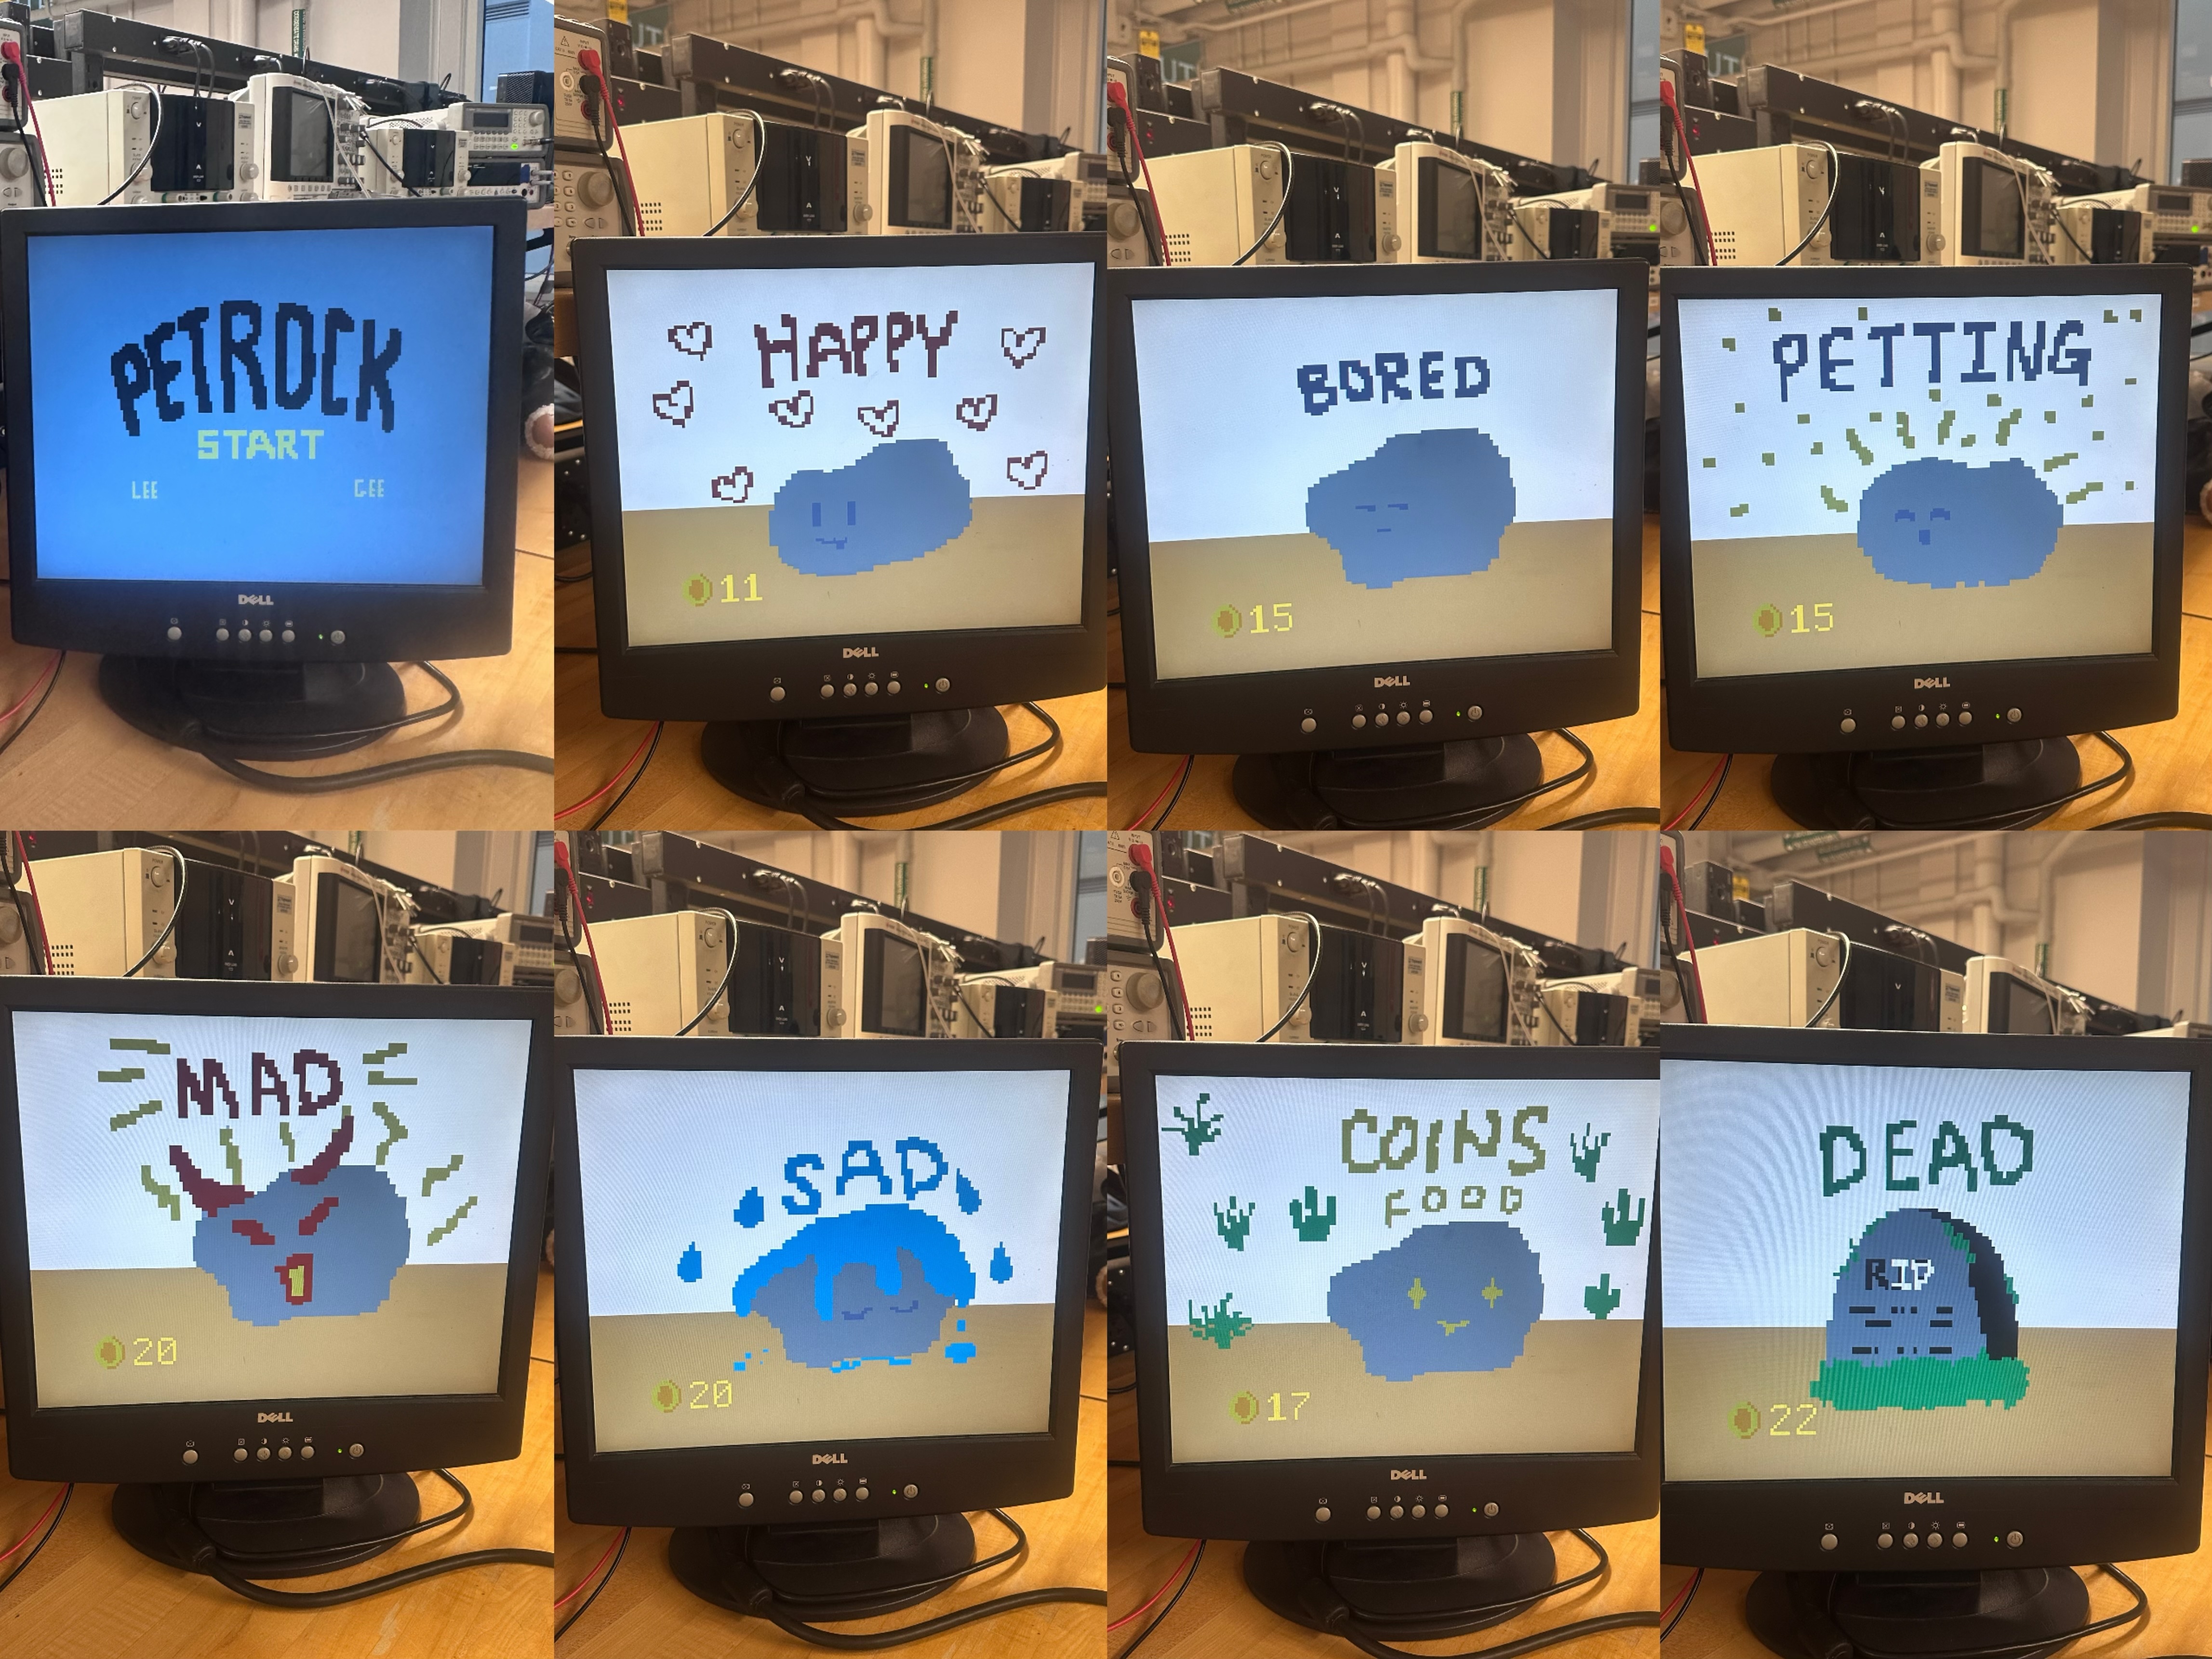 PETROCK
START
LEE GEE
DELL
HAPPY
11
DELL
BORED
15
DELL
PETTING
15
DELL
MAD
20
DELL
SAD
20
DELL
COINS
FOOD
17
DELL
DEAD
RIP
22
DELL